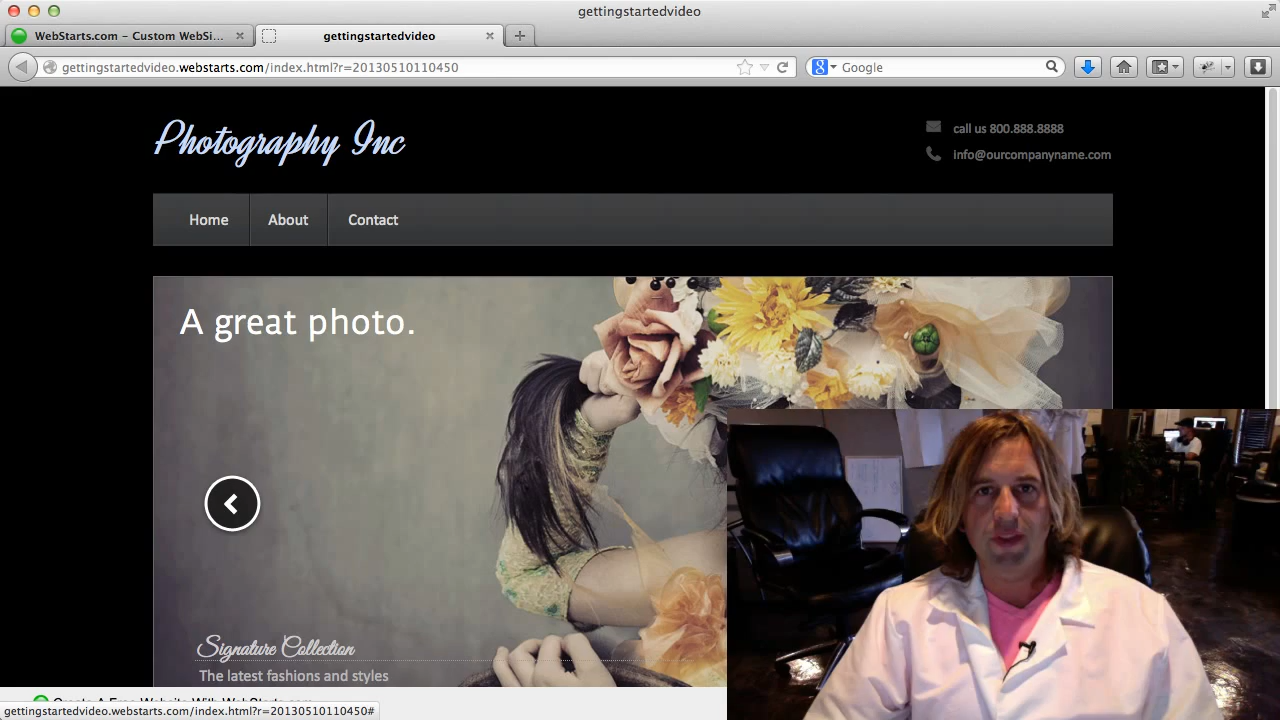 gettingstartedvideo
WebStarts.com – Custom WebSi...
gettingstartedvideo
gettingstartedvideo.webstarts.com/index.html?r=20130510110450
Google
Photography Inc
call us 800.888.8888
info@ourcompanyname.com
Home
About
Contact
A great photo.
Signature Collection
The latest fashions and styles
gettingstartedvideo.webstarts.com/index.html?r=20130510110450#